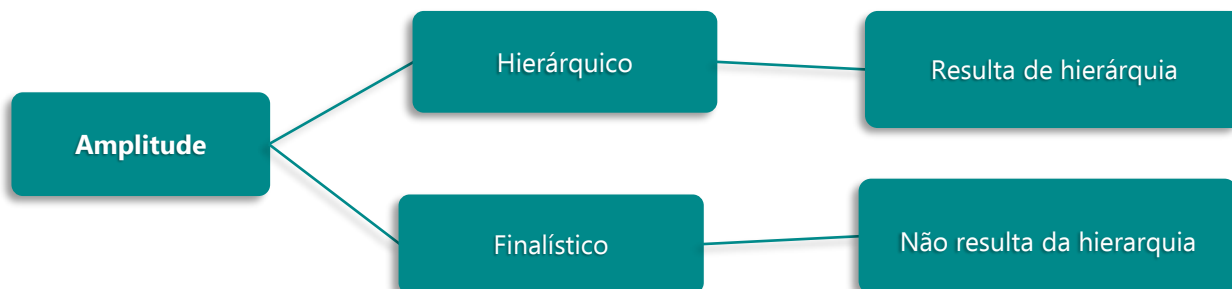 Hierárquico
Resulta de hierárquia
Amplitude
Finalístico
Não resulta da hierarquia